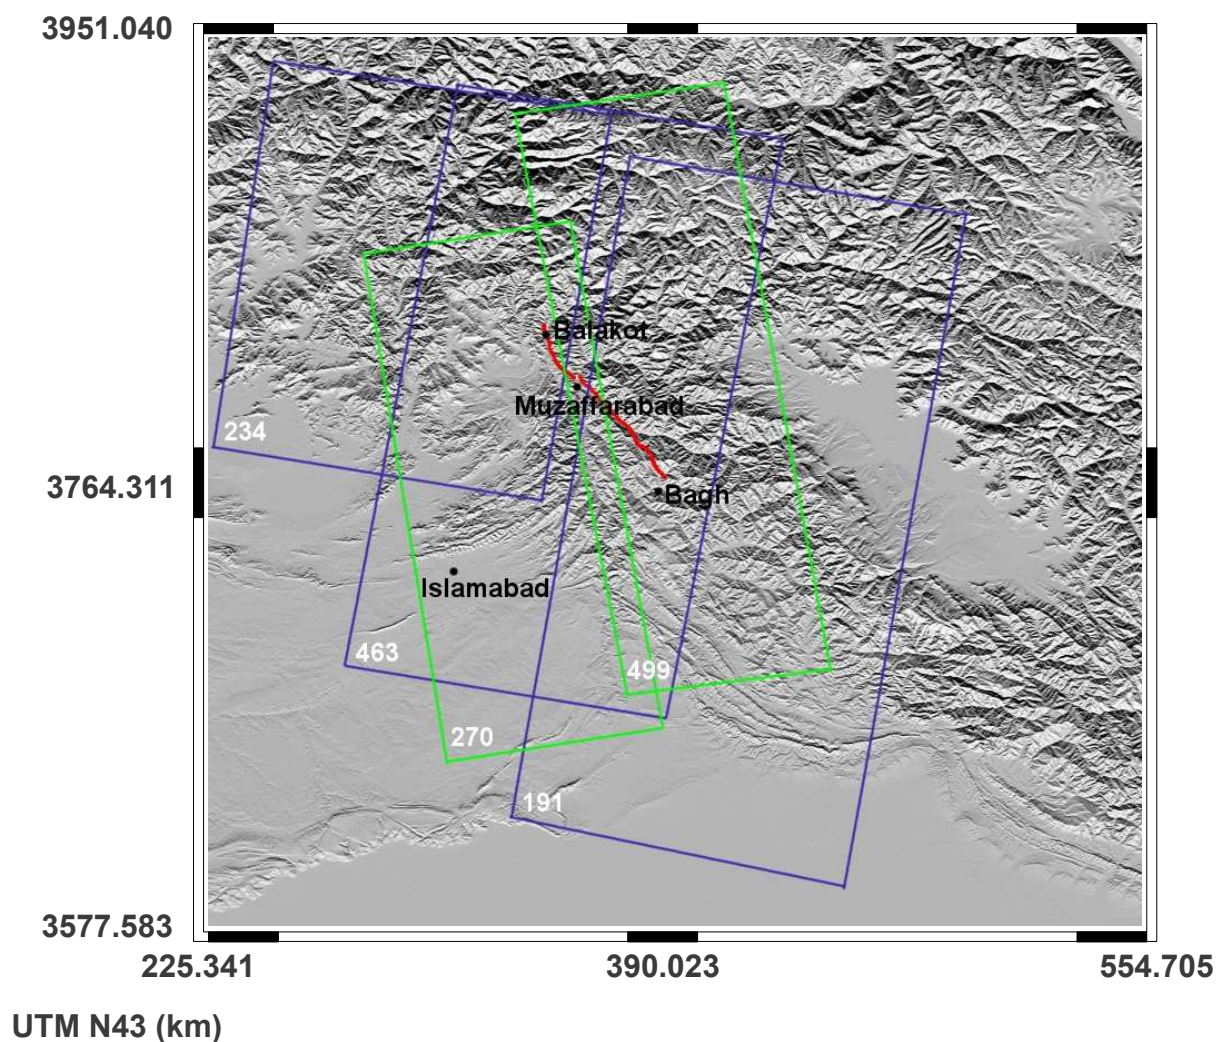 3951.040
Balakot
Muzaffarabad
234
3764.311
Bagh
Islamabad
463
499
270
191
3577.583
225.341
390.023
554.705
UTM N43 (km)